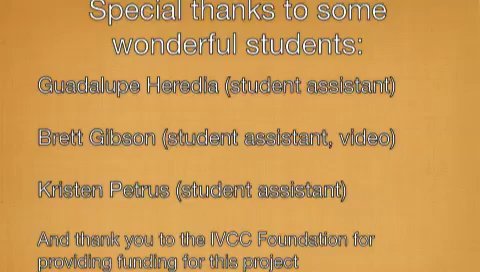 Special thanks to some
wonderful students:
Guadalupe Heredia (student assistant)
Brett Gibson (student assistant, video)
Kristen Petrus (student assistant)
And thank you to the IVCC Foundation for
providing funding for this project